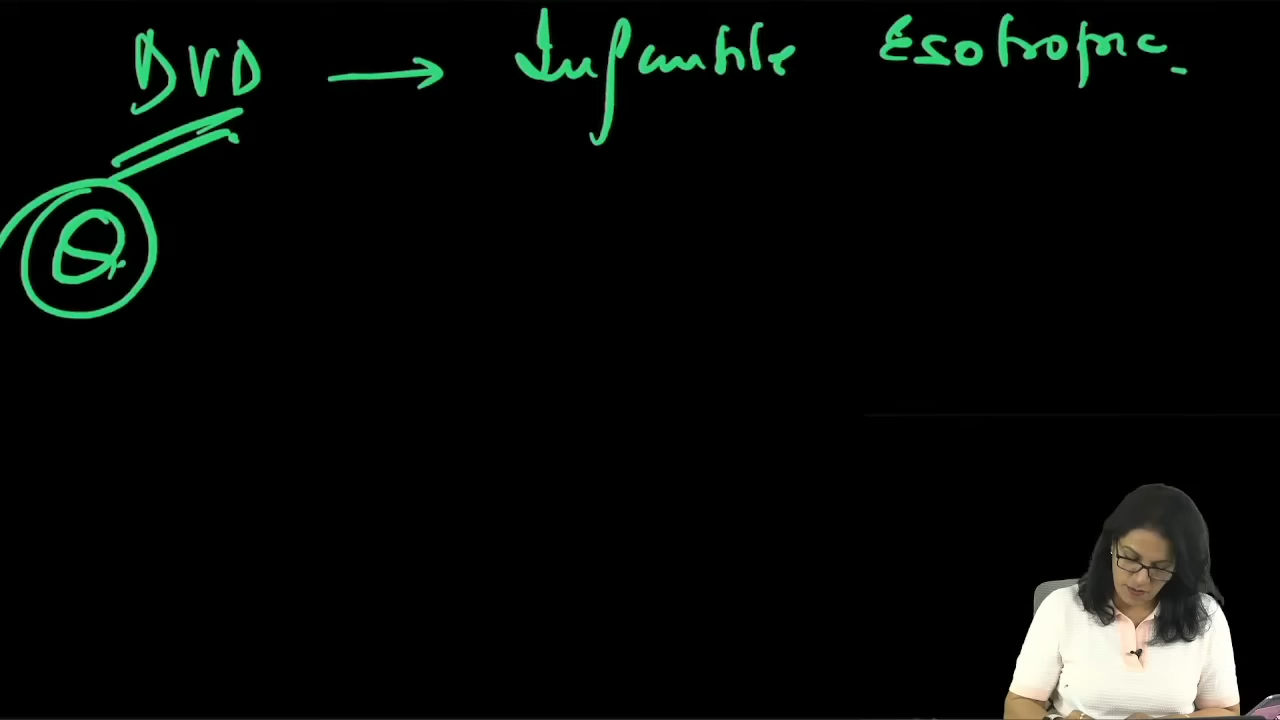 DVD → Infantile Esotropia
Q